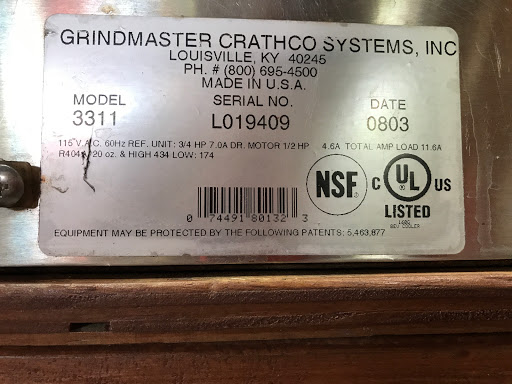 GRINDMASTER CRATHCO SYSTEMS, INC
LOUISVILLE, KY 40245
PH. # (800) 695-4500
MADE IN U.S.A.
MODEL SERIAL NO. DATE
3311 L019409 0803
115 V A.C. 60Hz REF. UNIT: 3/4 HP 7.0A DR. MOTOR 1/2 HP 4.6A TOTAL AMP LOAD 11.6A
R404 /20 oz. & HIGH 434 LOW: 174
NSF ®
C UL US
LISTED
BEV COOLER
0 74491 80132 3
EQUIPMENT MAY BE PROTECTED BY THE FOLLOWING PATENTS: 5,463,877